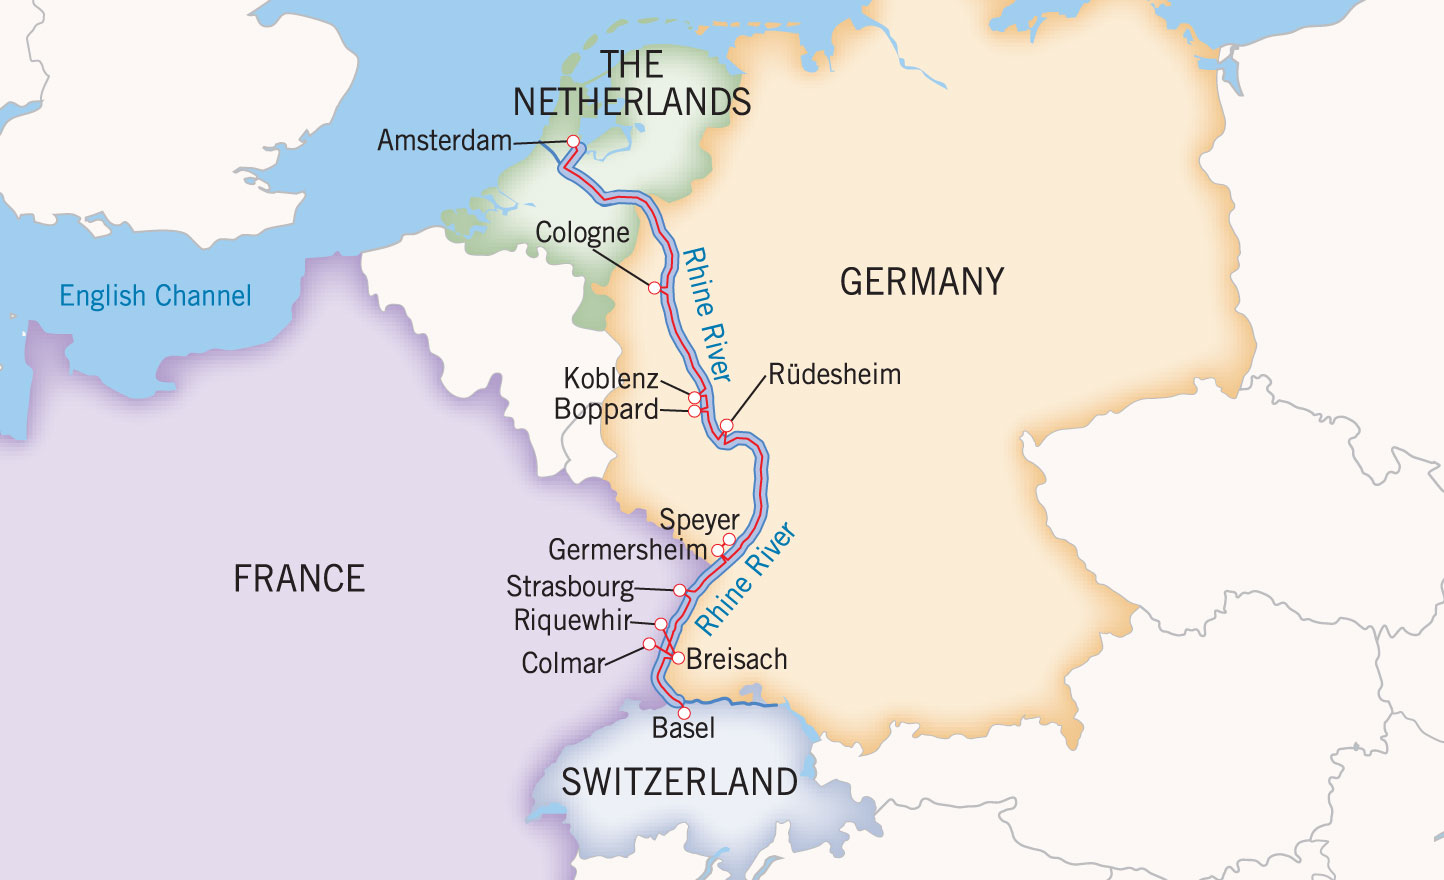 THE
NETHERLANDS
Amsterdam
Cologne
Rhine River
English Channel
GERMANY
Koblenz
Rüdesheim
Boppard
Speyer
Germersheim
Rhine River
FRANCE
Strasbourg
Riquewhir
Colmar
Breisach
Basel
SWITZERLAND